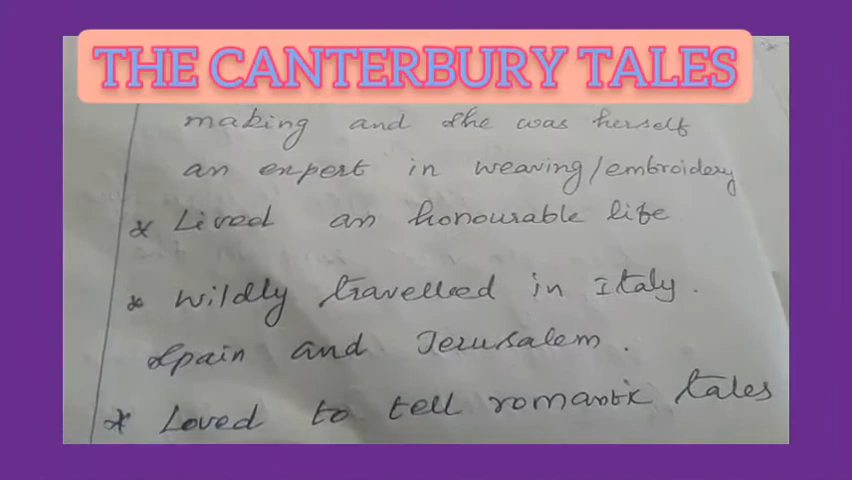 THE CANTERBURY TALES
making and she was herself
an expert in weaving/embroidery
* Lived an honourable life
* wildly travelled in Italy.
Spain and Jerusalem.
* Loved to tell romantic tales